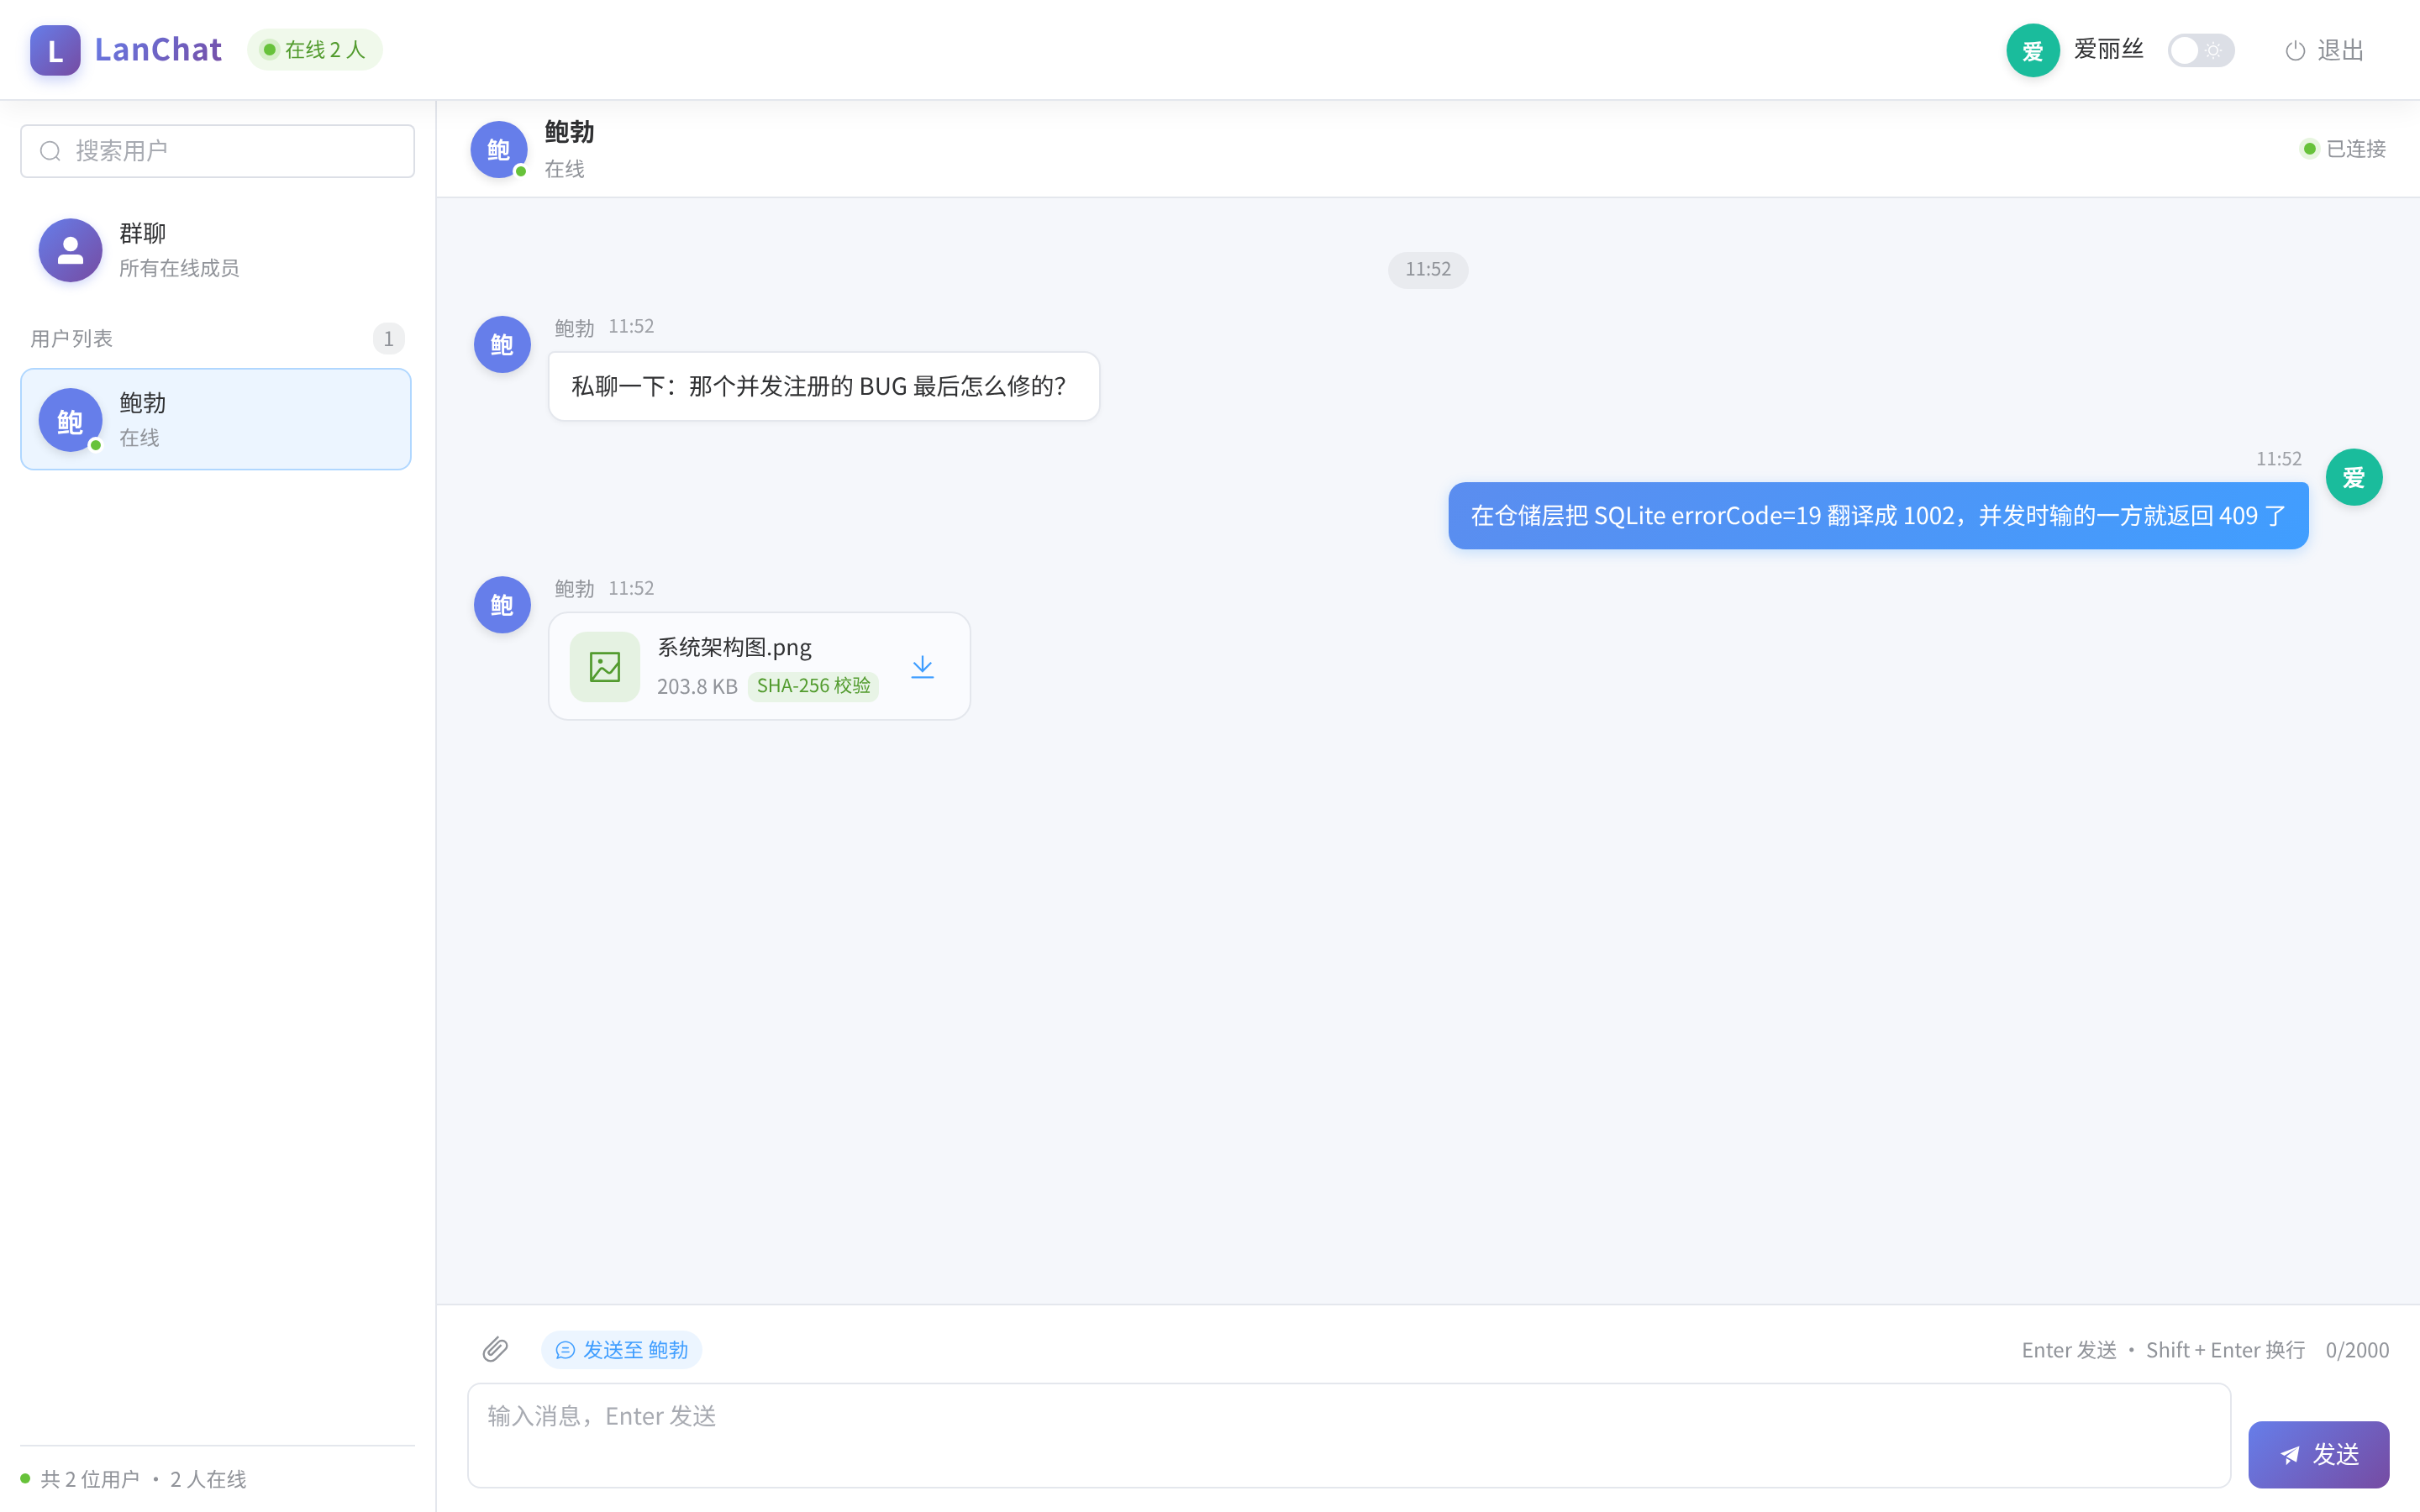 L LanChat 在线 2 人
爱 爱丽丝 退出
搜索用户
群聊
所有在线成员
用户列表 1
鲍 鲍勃
在线
鲍 鲍勃
在线
已连接
11:52
鲍 鲍勃 11:52
私聊一下：那个并发注册的 BUG 最后怎么修的？
11:52 爱
在仓储层把 SQLite errorCode=19 翻译成 1002，并发时输的一方就返回 409 了
鲍 鲍勃 11:52
系统架构图.png
203.8 KB SHA-256 校验
发送至 鲍勃
Enter 发送 • Shift + Enter 换行 0/2000
输入消息，Enter 发送
发送
共 2 位用户 • 2 人在线